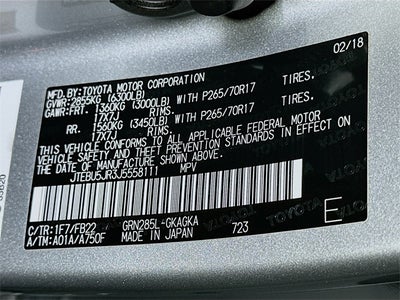 02/18
MFD.BY:TOYOTA MOTOR CORPORATION
GVWR:2855KG (6300LB)
GAWR:FRT. 1360KG (3000LB) WITH P265/70R17 TIRES.
17X7J RIMS.
RR. 1560KG (3450LB) WITH P265/70R17 TIRES.
17X7J RIMS
THIS VEHICLE CONFORMS TO ALL APPLICABLE FEDERAL MOTOR
VEHICLE SAFETY AND THEFT PREVENTION STANDARDS IN EFFECT ON
THE DATE OF MANUFACTURE SHOWN ABOVE.
JTEBU5JR3J5558111 MPV
C/TR:1F7/FB22 GRN285L-GKAGKA
A/TM:A01A/A750F MADE IN JAPAN 723
E
TOYOTA